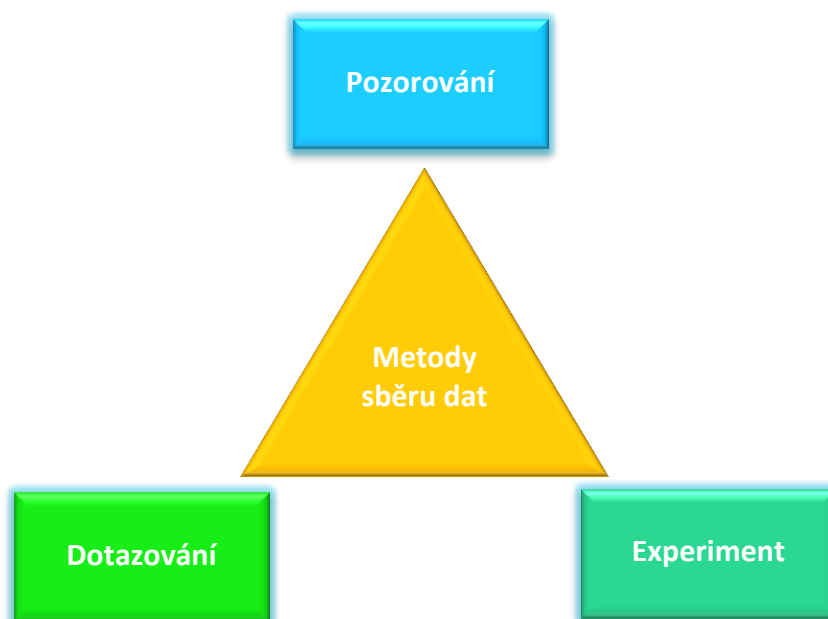 Pozorování
Metody
sběru dat
Dotazování
Experiment